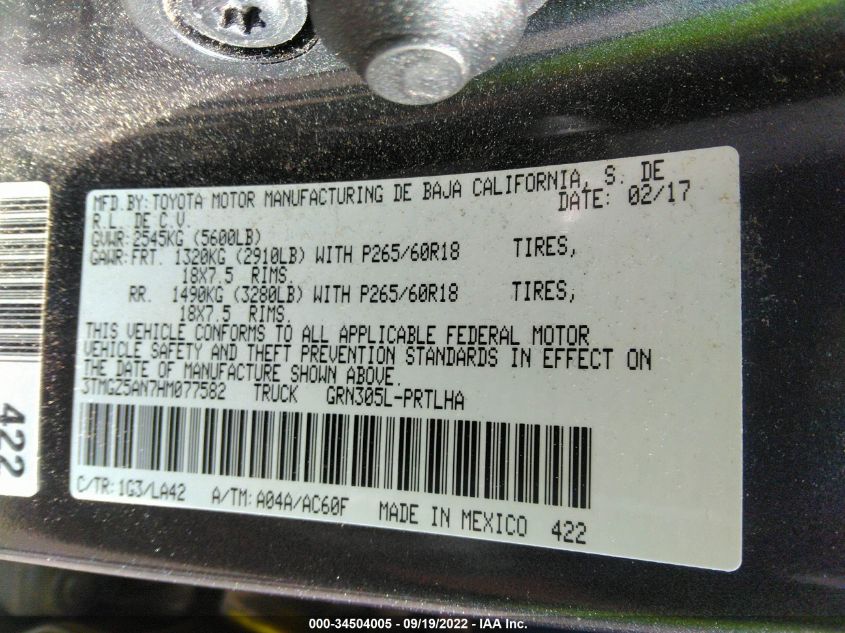 MFD. BY: TOYOTA MOTOR MANUFACTURING DE BAJA CALIFORNIA, S. DE
R.L. DE C.V. DATE: 02/17
GVWR: 2545KG (5600LB)
GAWR: FRT. 1320KG (2910LB) WITH P265/60R18 TIRES,
18X7.5 RIMS.
RR. 1490KG (3280LB) WITH P265/60R18 TIRES,
18X7.5 RIMS.
THIS VEHICLE CONFORMS TO ALL APPLICABLE FEDERAL MOTOR
VEHICLE SAFETY AND THEFT PREVENTION STANDARDS IN EFFECT ON
THE DATE OF MANUFACTURE SHOWN ABOVE.
3TMGZ5AN7HM077582 TRUCK GRN305L-PRTLHA
C/TR: 1G3/LA42 A/TM: A04A/AC60F MADE IN MEXICO 422
422
000-34504005 - 09/19/2022 - IAA Inc.